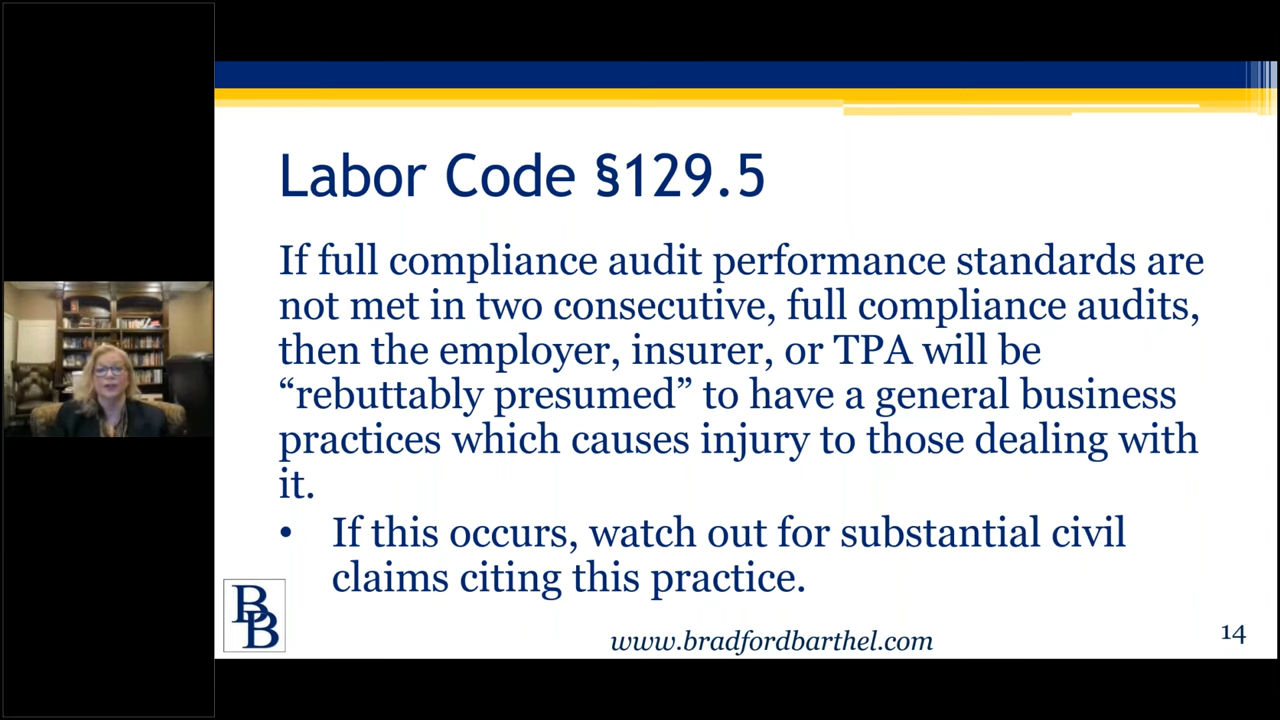 Labor Code §129.5
If full compliance audit performance standards are
not met in two consecutive, full compliance audits,
then the employer, insurer, or TPA will be
“rebuttably presumed” to have a general business
practices which causes injury to those dealing with
it.
• If this occurs, watch out for substantial civil
claims citing this practice.
BB
www.bradfordbarthel.com
14